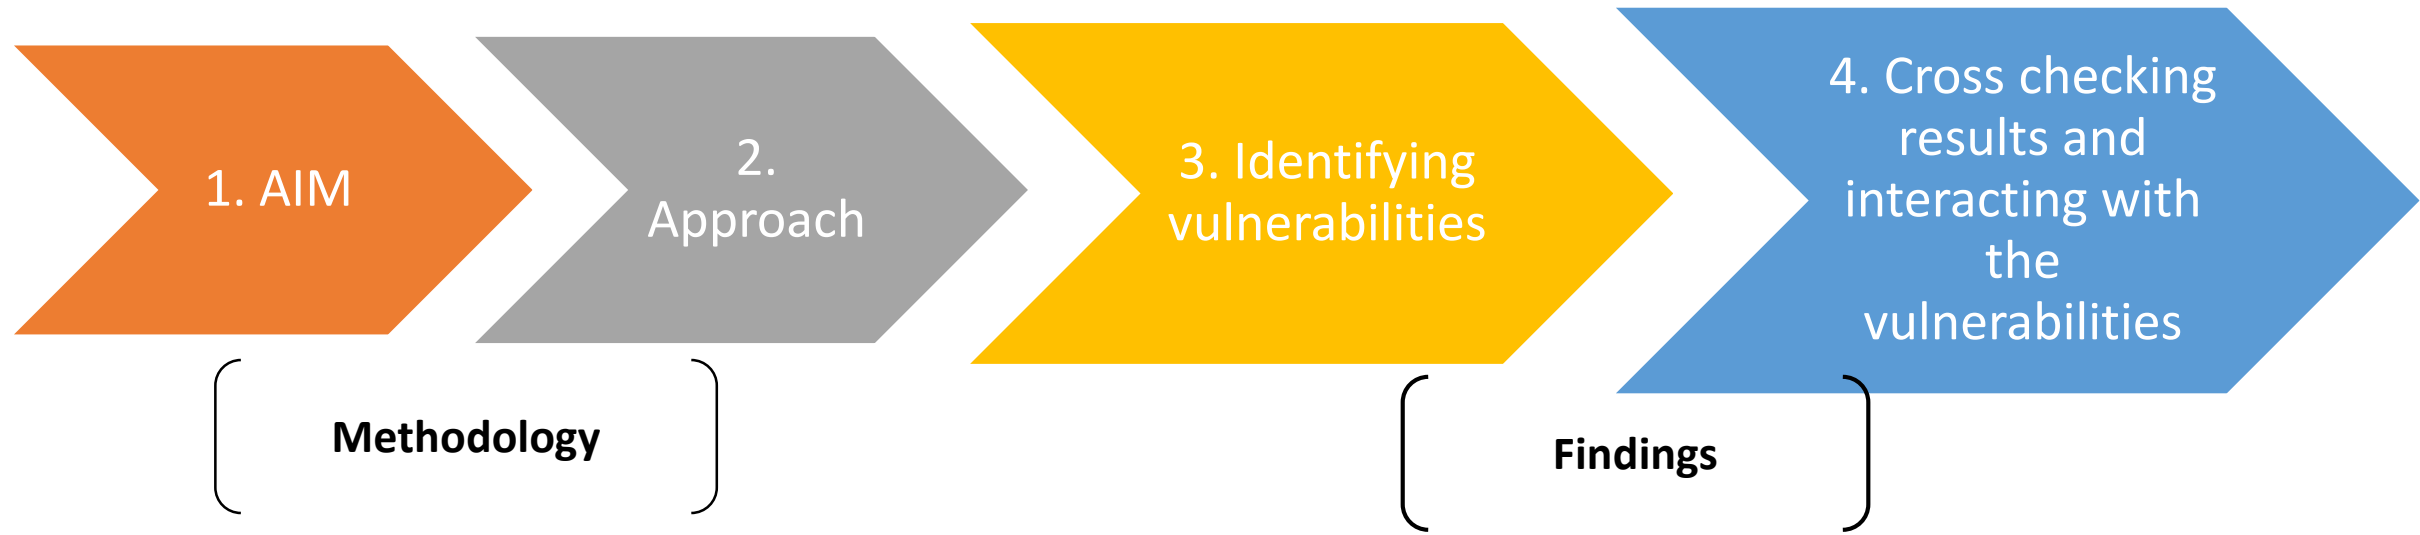 1. AIM
2.
Approach
3. Identifying
vulnerabilities
4. Cross checking
results and
interacting with
the
vulnerabilities
Methodology
Findings